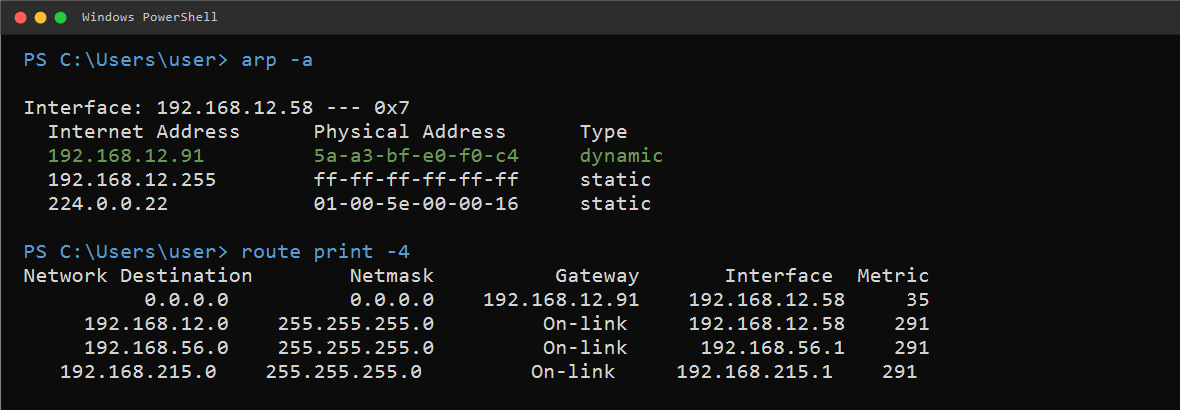 Windows PowerShell
PS C:\Users\user> arp -a
Interface: 192.168.12.58 --- 0x7
Internet Address Physical Address Type
192.168.12.91 5a-a3-bf-e0-f0-c4 dynamic
192.168.12.255 ff-ff-ff-ff-ff-ff static
224.0.0.22 01-00-5e-00-00-16 static
PS C:\Users\user> route print -4
Network Destination Netmask Gateway Interface Metric
0.0.0.0 0.0.0.0 192.168.12.91 192.168.12.58 35
192.168.12.0 255.255.255.0 On-link 192.168.12.58 291
192.168.56.0 255.255.255.0 On-link 192.168.56.1 291
192.168.215.0 255.255.255.0 On-link 192.168.215.1 291